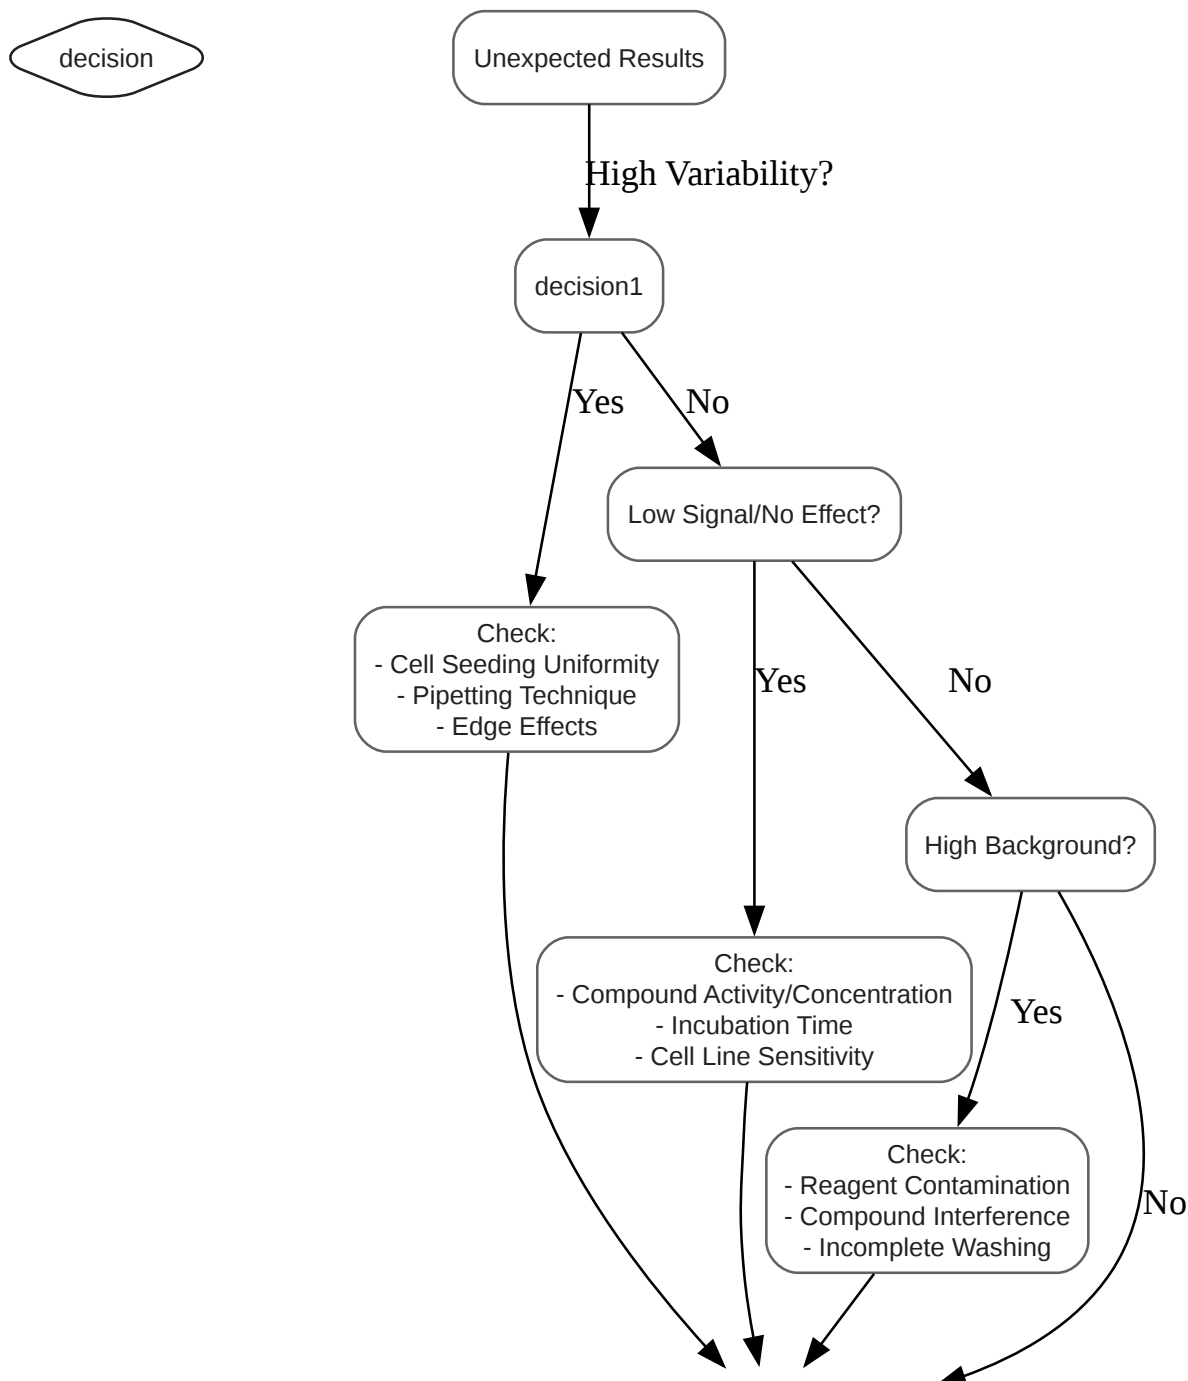 decision
Unexpected Results
High Variability?
decision1
Yes
No
Low Signal/No Effect?
Check:
- Cell Seeding Uniformity
- Pipetting Technique
- Edge Effects
Yes
No
High Background?
Check:
- Compound Activity/Concentration
- Incubation Time
- Cell Line Sensitivity
Yes
Check:
- Reagent Contamination
- Compound Interference
- Incomplete Washing
No